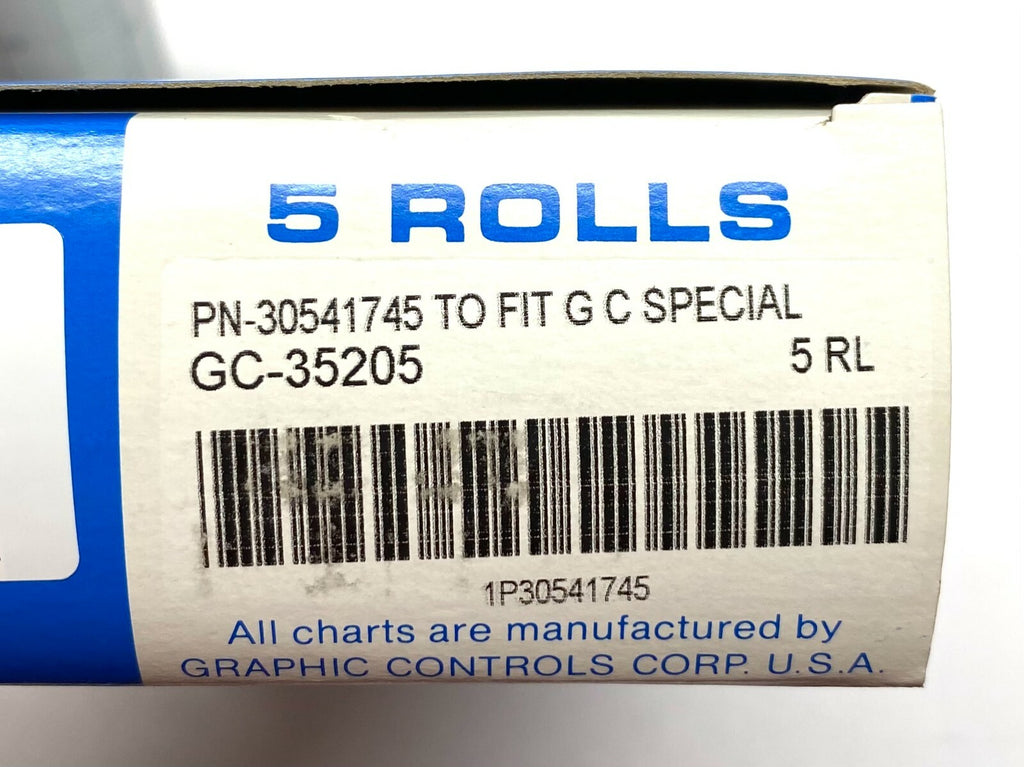 5 ROLLS
PN-30541745 TO FIT G C SPECIAL
GC-35205 5 RL
1P30541745
All charts are manufactured by
GRAPHIC CONTROLS CORP. U.S.A.